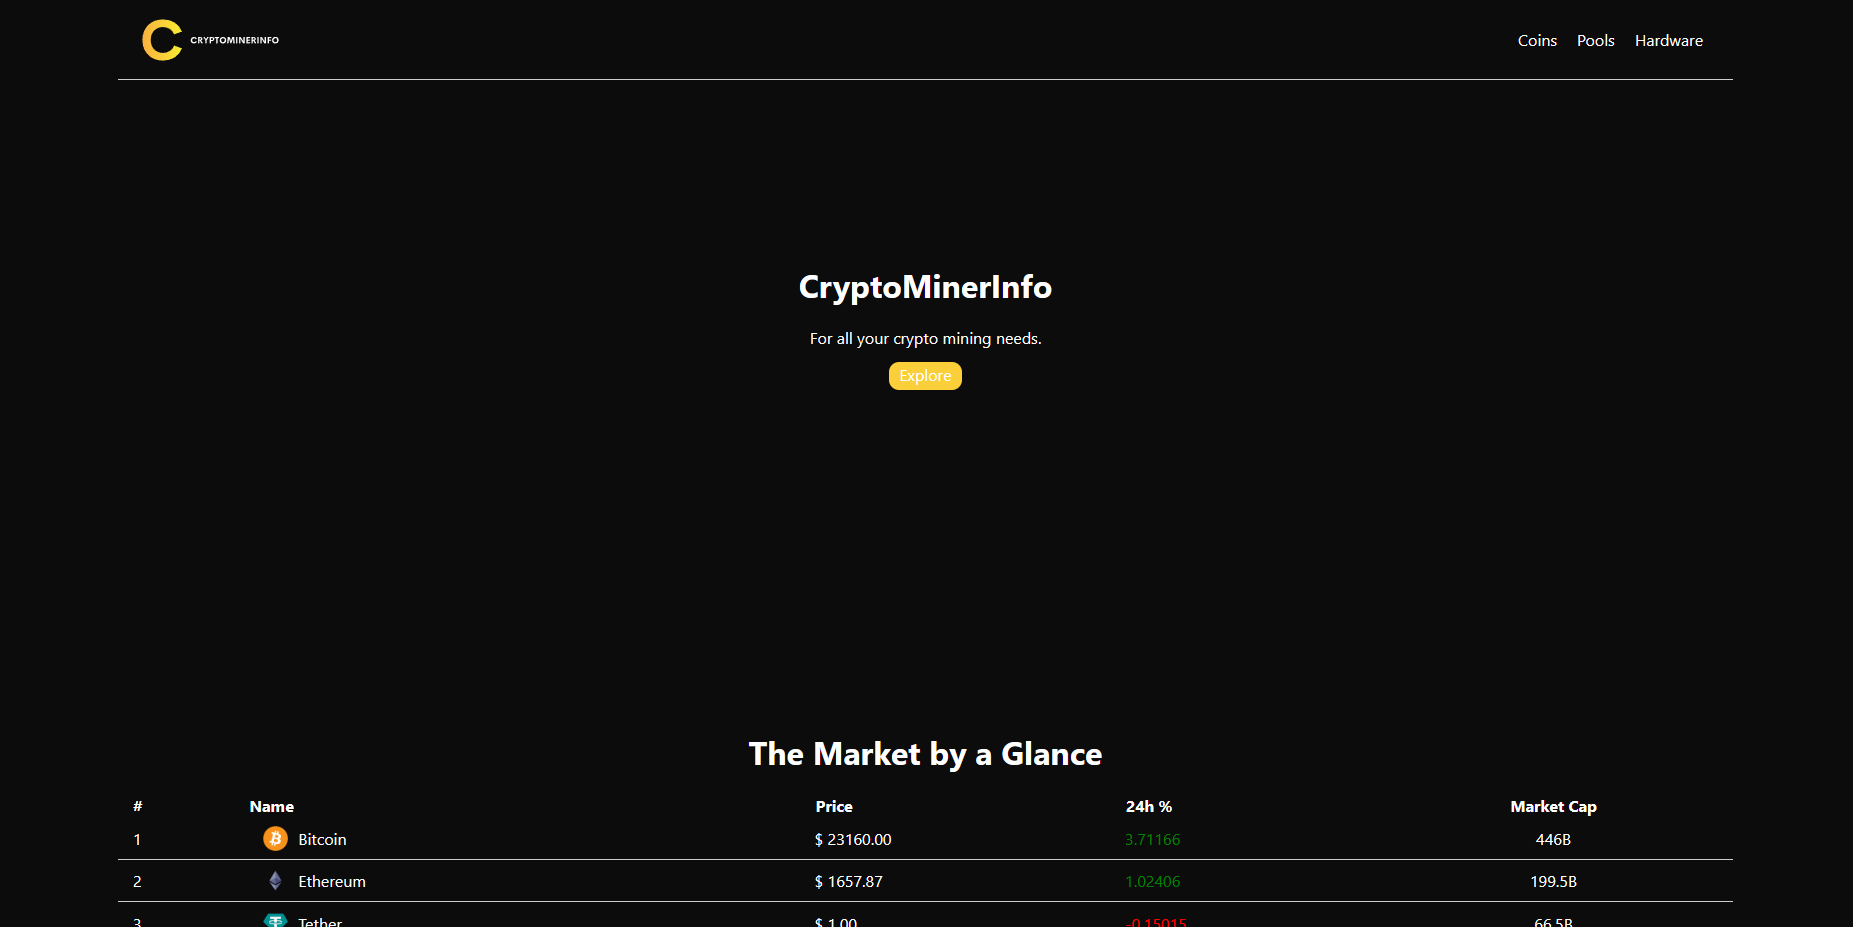 CRYPTOMINERINFO
Coins Pools Hardware
CryptoMinerInfo
For all your crypto mining needs.
Explore
The Market by a Glance
# Name Price 24h % Market Cap
1 Bitcoin $ 23160.00 3.71166 446B
2 Ethereum $ 1657.87 1.02406 199.5B
3 Tether $ 1.00 -0.15015 66.5B